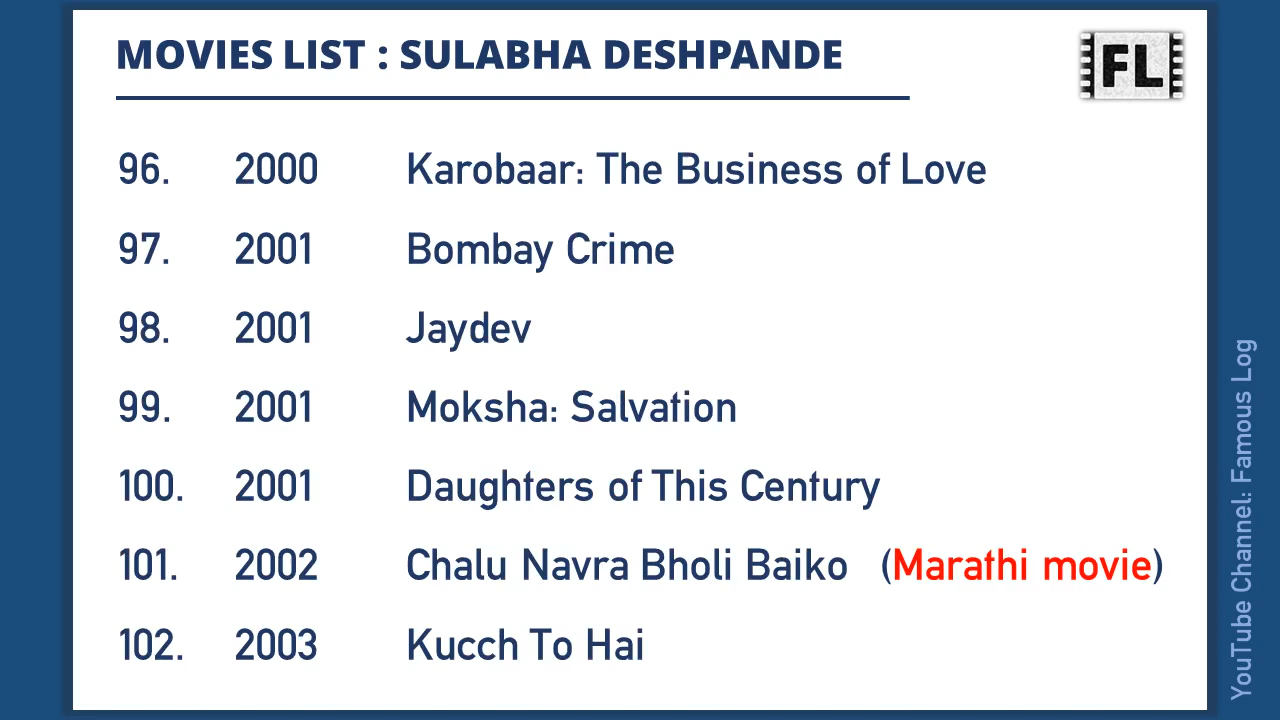 MOVIES LIST : SULABHA DESHPANDE
FL
96. 2000 Karobaar: The Business of Love
97. 2001 Bombay Crime
98. 2001 Jaydev
99. 2001 Moksha: Salvation
100. 2001 Daughters of This Century
101. 2002 Chalu Navra Bholi Baiko (Marathi movie)
102. 2003 Kucch To Hai
YouTube Channel: Famous Log